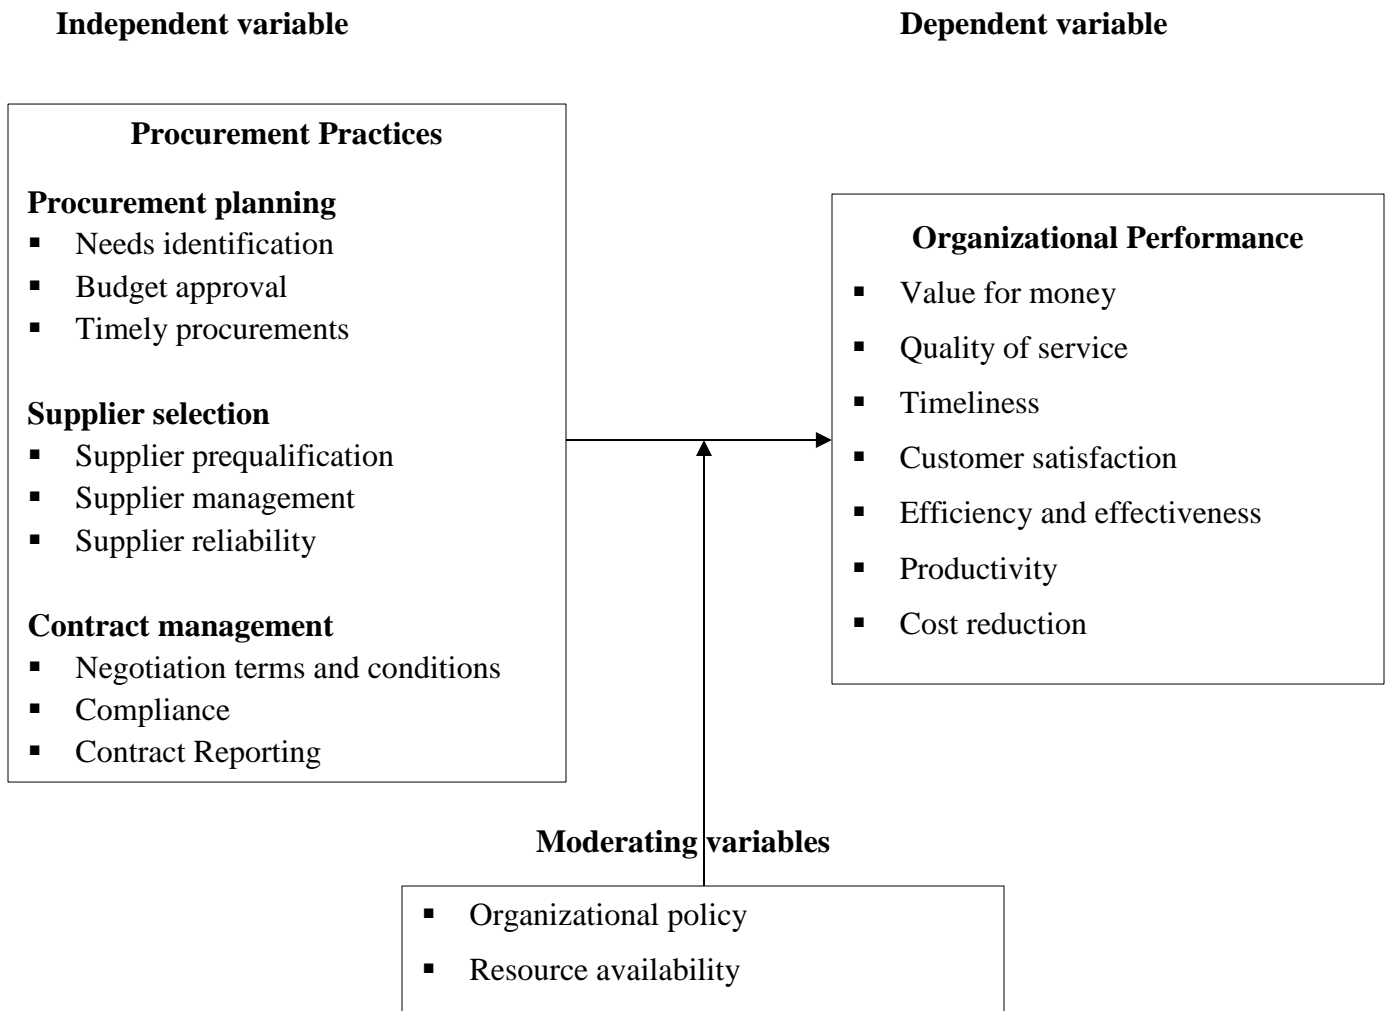 Independent variable
Dependent variable
Procurement Practices
Procurement planning
▪ Needs identification
▪ Budget approval
▪ Timely procurements
Supplier selection
▪ Supplier prequalification
▪ Supplier management
▪ Supplier reliability
Contract management
▪ Negotiation terms and conditions
▪ Compliance
▪ Contract Reporting
Organizational Performance
▪ Value for money
▪ Quality of service
▪ Timeliness
▪ Customer satisfaction
▪ Efficiency and effectiveness
▪ Productivity
▪ Cost reduction
Moderating variables
▪ Organizational policy
▪ Resource availability